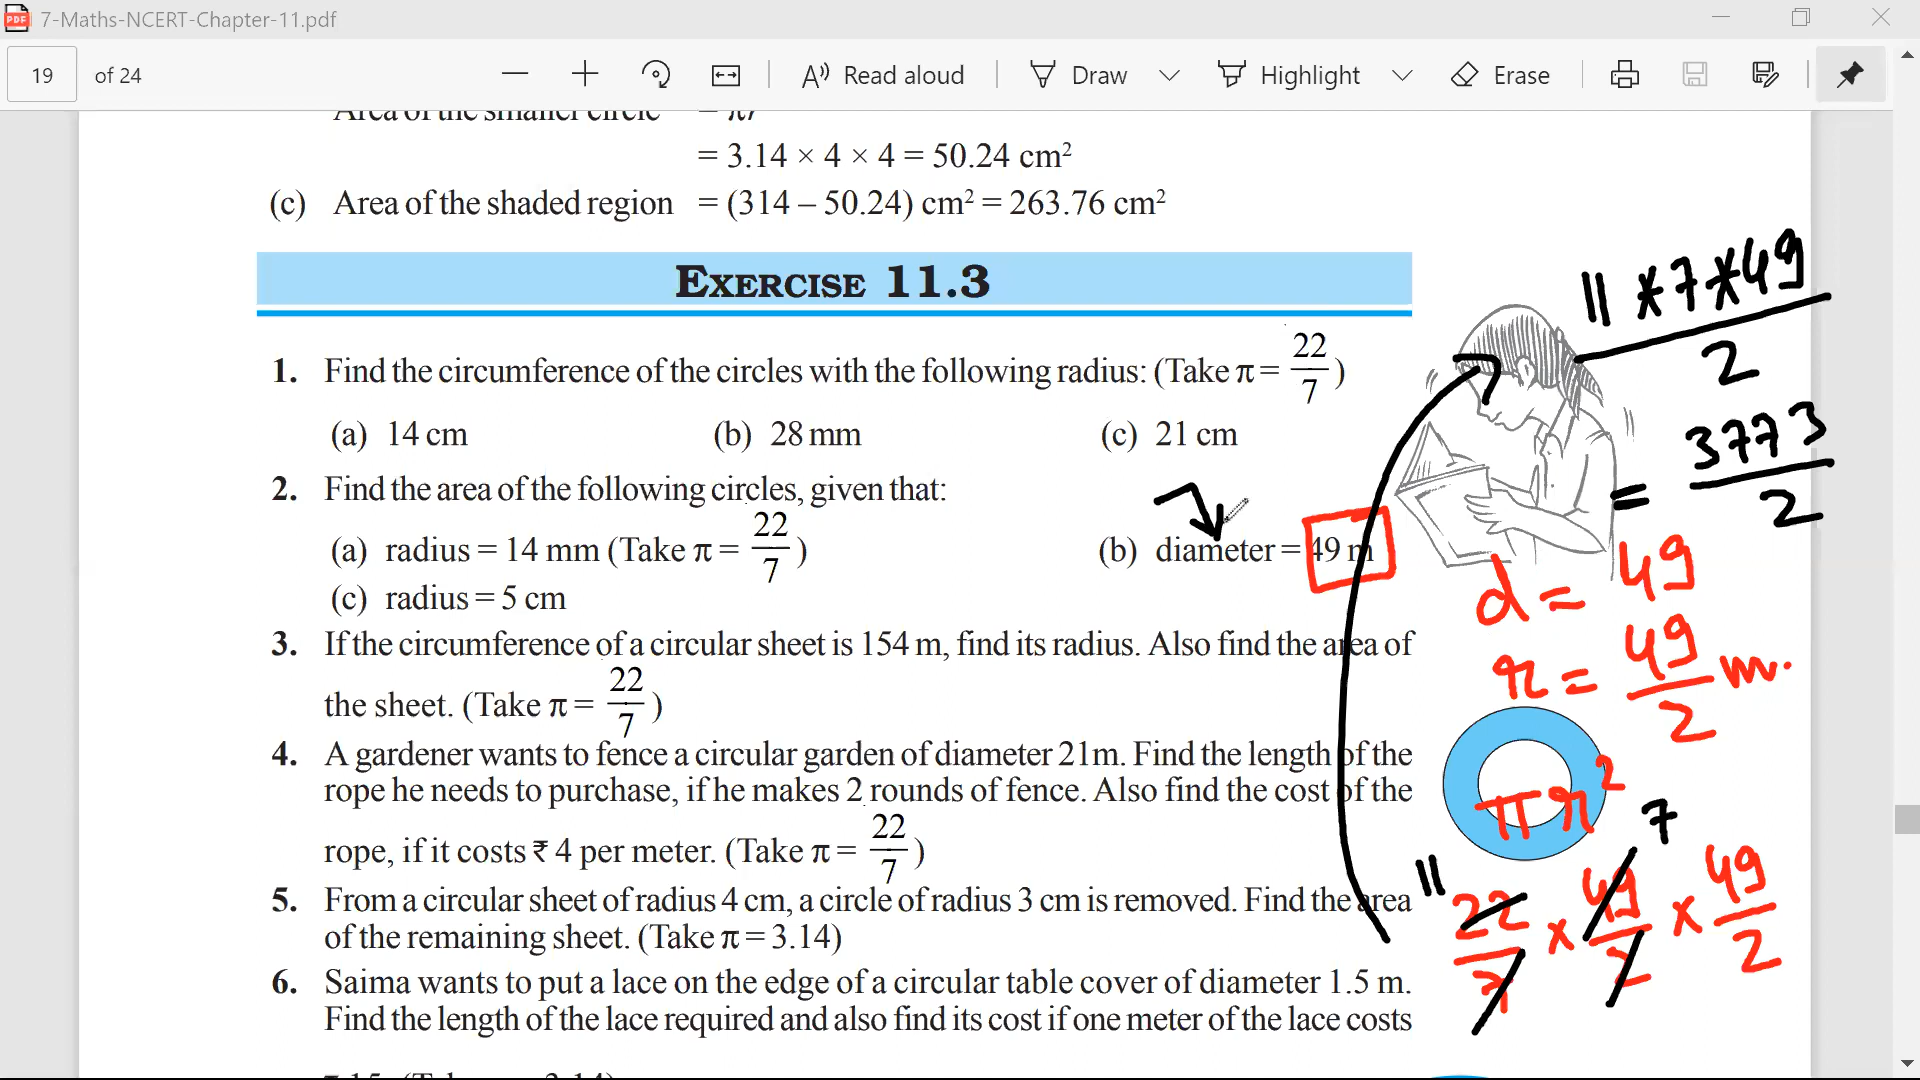 7-Maths-NCERT-Chapter-11.pdf
19 of 24
Read aloud
Draw
Highlight
Erase
Area of the smaller circle = πr
= 3.14 × 4 × 4 = 50.24 cm²
(c) Area of the shaded region = (314 – 50.24) cm² = 263.76 cm²
EXERCISE 11.3
1. Find the circumference of the circles with the following radius: (Take π = 22/7)
(a) 14 cm (b) 28 mm (c) 21 cm
2. Find the area of the following circles, given that:
(a) radius = 14 mm (Take π = 22/7) (b) diameter = 49 m
(c) radius = 5 cm
3. If the circumference of a circular sheet is 154 m, find its radius. Also find the area of
the sheet. (Take π = 22/7)
4. A gardener wants to fence a circular garden of diameter 21m. Find the length of the
rope he needs to purchase, if he makes 2 rounds of fence. Also find the cost of the
rope, if it costs ₹ 4 per meter. (Take π = 22/7)
5. From a circular sheet of radius 4 cm, a circle of radius 3 cm is removed. Find the area
of the remaining sheet. (Take π = 3.14)
6. Saima wants to put a lace on the edge of a circular table cover of diameter 1.5 m.
Find the length of the lace required and also find its cost if one meter of the lace costs
11*7*49
2
= 3773
2
d = 49
r = 49/2 m.
πr²
11 7
22/7 × 49/2 × 49/2